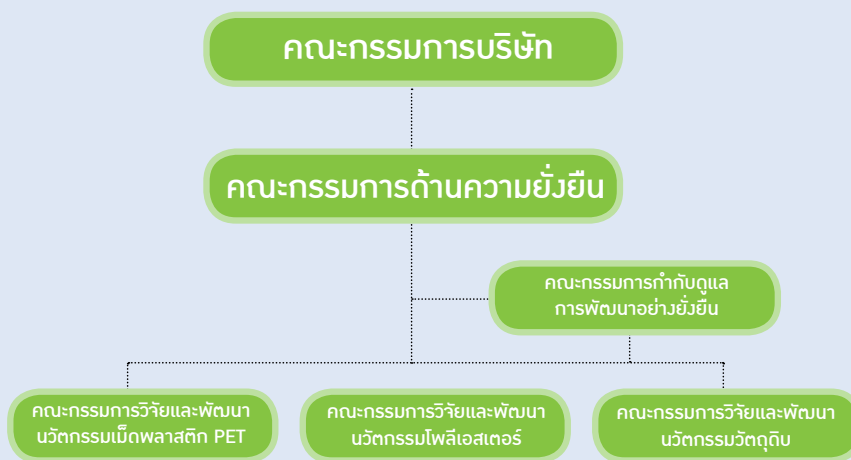 คณะกรรมการบริษัท
คณะกรรมการด้านความยั่งยืน
คณะกรรมการกำกับดูแล
การพัฒนาอย่างยั่งยืน
คณะกรรมการวิจัยและพัฒนา
นวัตกรรมเม็ดพลาสติก PET
คณะกรรมการวิจัยและพัฒนา
นวัตกรรมโพลีเอสเตอร์
คณะกรรมการวิจัยและพัฒนา
นวัตกรรมวัตถุดิบ